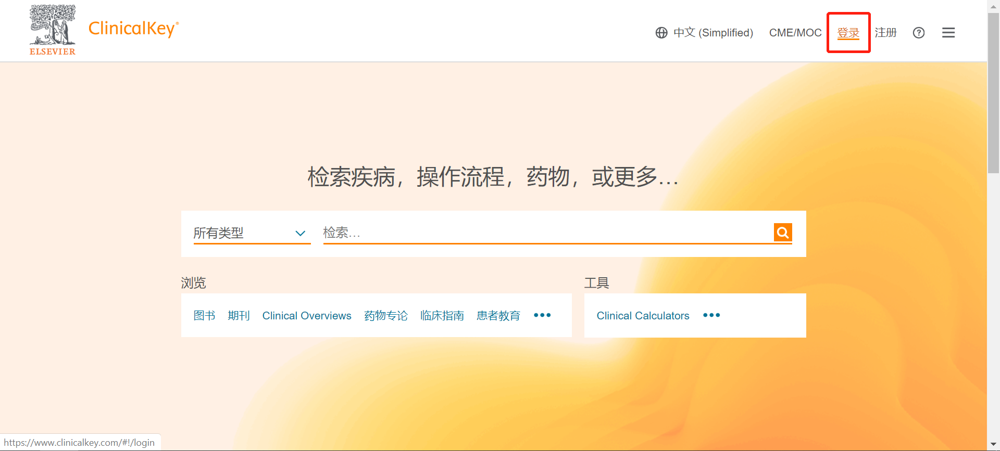 ELSEVIER
ClinicalKey®
中文 (Simplified)
CME/MOC
登录
注册
检索疾病，操作流程，药物，或更多...
所有类型
检索...
浏览
图书 期刊 Clinical Overviews 药物专论 临床指南 患者教育
工具
Clinical Calculators
https://www.clinicalkey.com/#!/login